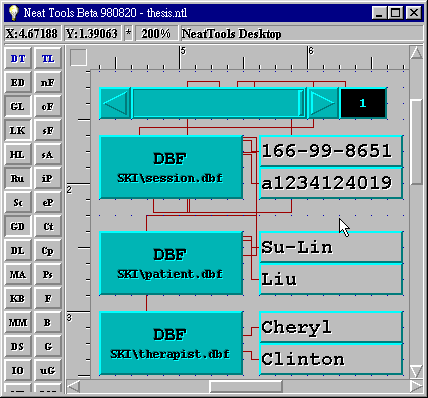 Neat Tools Beta 980820 - thesis.ntl
X:4.67188 Y:1.39063 * 200% NeatTools Desktop
DT TL
5 6
ED nF
GL oF
1
LK sF
HL sA
DBF
166-99-8651
Ru iP
SKI\session.dbf
a1234124019
2
Sc eP
GD Ct
DL Cp
DBF
Su-Lin
MA Ps
SKI\patient.dbf
Liu
KB F
3
MM B
DBF
Cheryl
DS G
SKI\therapist.dbf
Clinton
IO uG